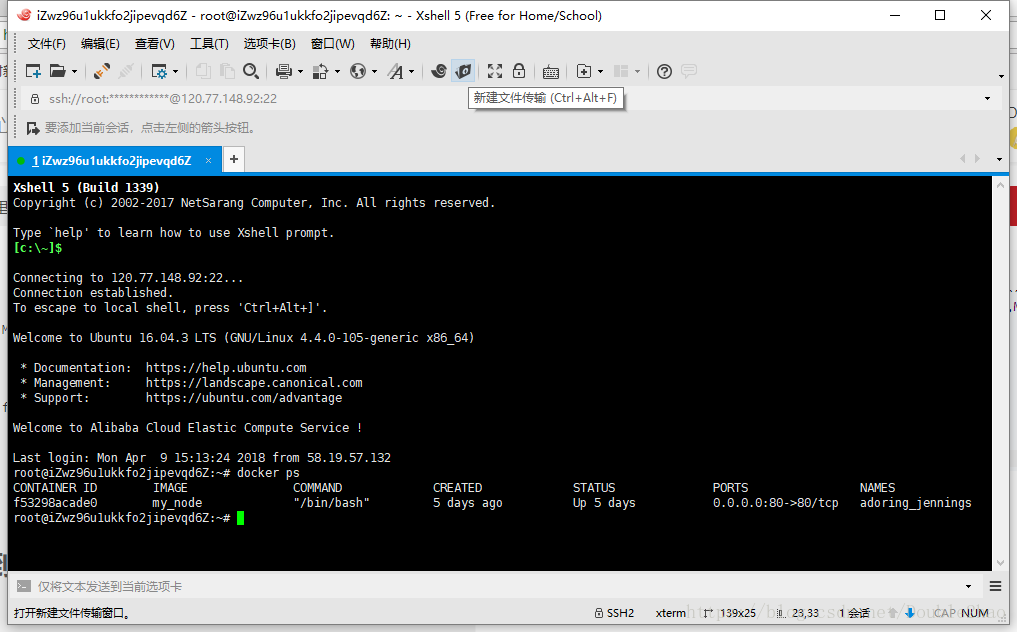 iZwz96u1ukkfo2jipevqd6Z - root@iZwz96u1ukkfo2jipevqd6Z: ~ - Xshell 5 (Free for Home/School)
文件(F) 编辑(E) 查看(V) 工具(T) 选项卡(B) 窗口(W) 帮助(H)
ssh://root:************@120.77.148.92:22
新建文件传输 (Ctrl+Alt+F)
要添加当前会话，点击左侧的箭头按钮。
1 iZwz96u1ukkfo2jipevqd6Z × +
Xshell 5 (Build 1339)
Copyright (c) 2002-2017 NetSarang Computer, Inc. All rights reserved.
Type `help' to learn how to use Xshell prompt.
[c:\~]$
Connecting to 120.77.148.92:22...
Connection established.
To escape to local shell, press 'Ctrl+Alt+]'.
Welcome to Ubuntu 16.04.3 LTS (GNU/Linux 4.4.0-105-generic x86_64)
* Documentation:  https://help.ubuntu.com
* Management:     https://landscape.canonical.com
* Support:        https://ubuntu.com/advantage
Welcome to Alibaba Cloud Elastic Compute Service !
Last login: Mon Apr  9 15:13:24 2018 from 58.19.57.132
root@iZwz96u1ukkfo2jipevqd6Z:~# docker ps
CONTAINER ID        IMAGE               COMMAND             CREATED             STATUS              PORTS                NAMES
f53298acade0        my_node             "/bin/bash"         5 days ago          Up 5 days           0.0.0.0:80->80/tcp   adoring_jennings
root@iZwz96u1ukkfo2jipevqd6Z:~#
仅将文本发送到当前选项卡
打开新建文件传输窗口。 SSH2 xterm 139x25 23,33 1 会话 CAP NUM